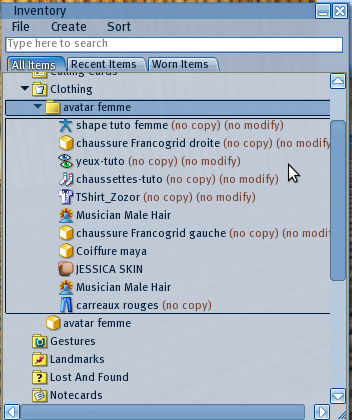 Inventory
File Create Sort
Type here to search
All Items Recent Items Worn Items
Calling Cards
Clothing
avatar femme
shape tuto femme (no copy) (no modify)
chaussure Francogrid droite (no copy) (no modify
yeux-tuto (no copy) (no modify)
chaussettes-tuto (no copy) (no modify)
TShirt_Zozor (no copy) (no modify)
Musician Male Hair
chaussure Francogrid gauche (no copy) (no modif
Coiffure maya
JESSICA SKIN
Musician Male Hair
carreaux rouges (no copy)
avatar femme
Gestures
Landmarks
Lost And Found
Notecards